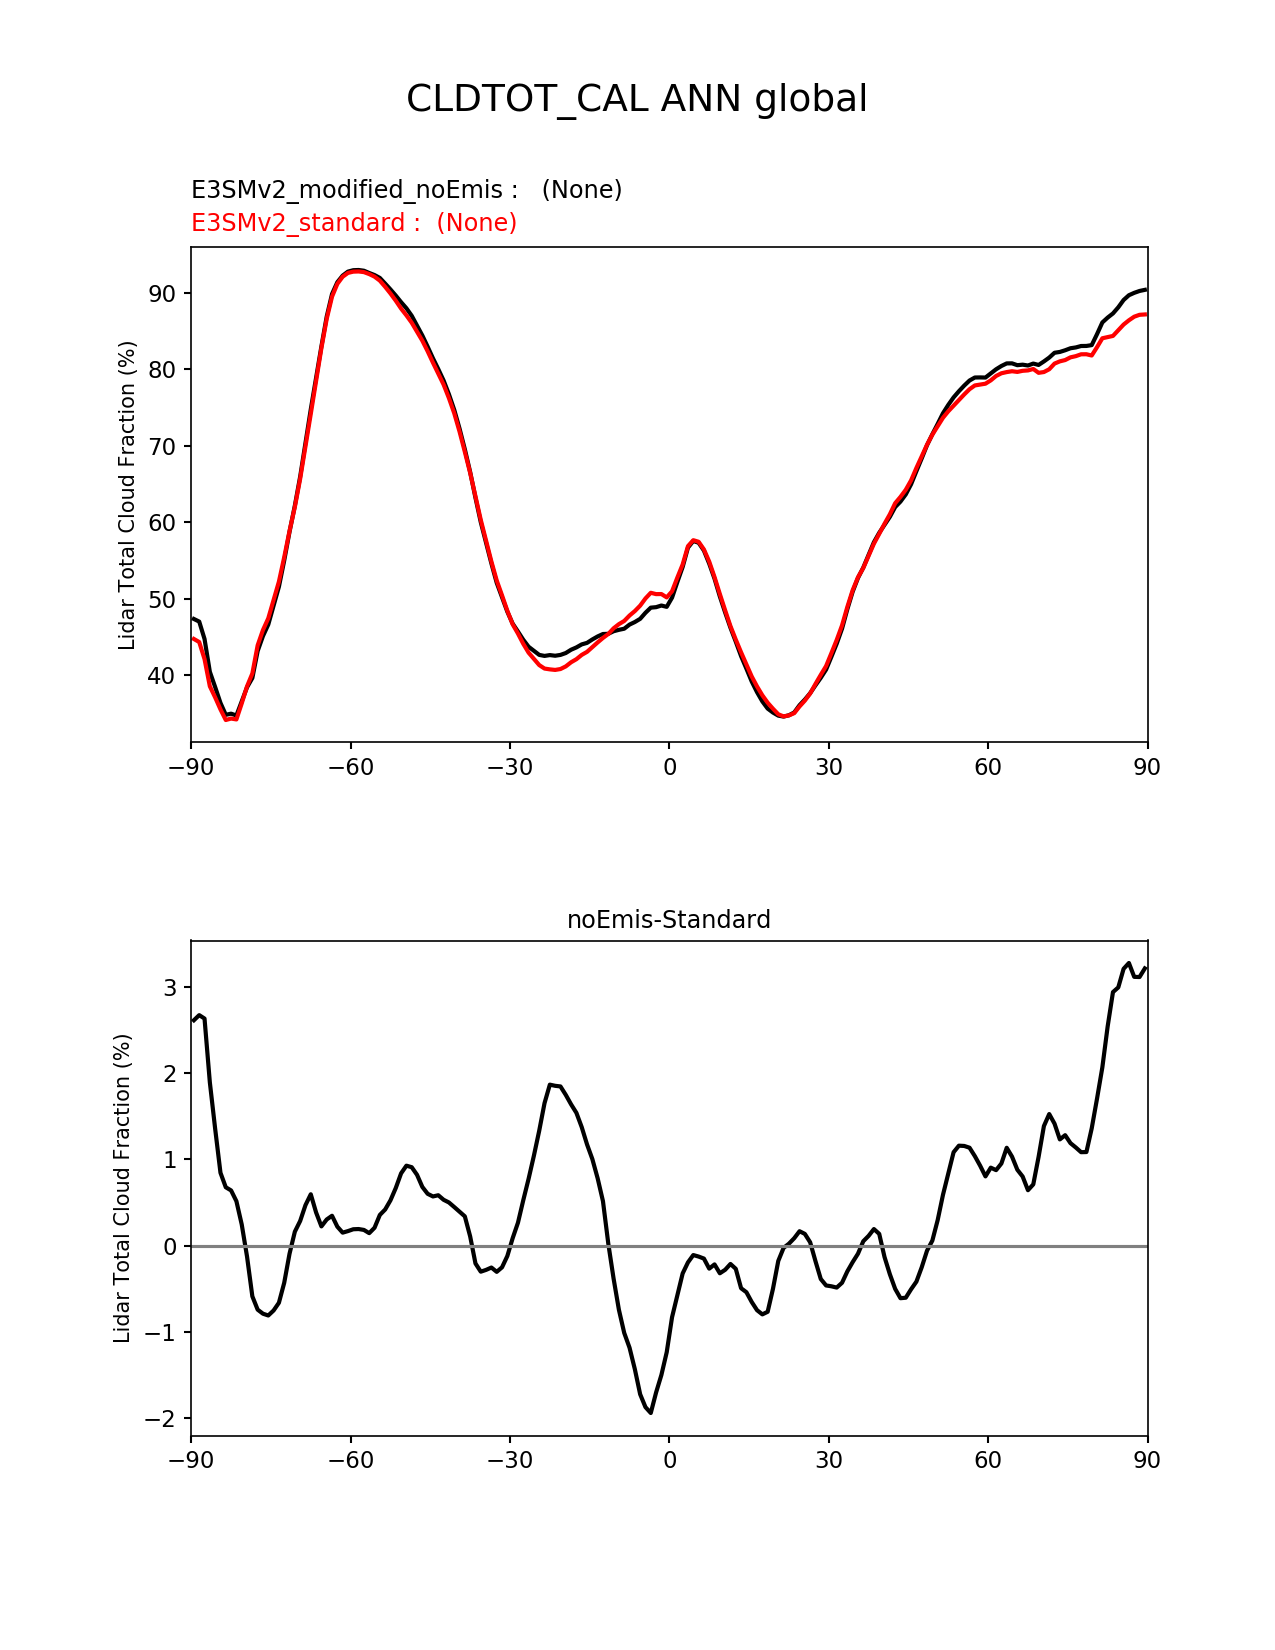 CLDTOT_CAL ANN global
E3SMv2_modified_noEmis :   (None)
E3SMv2_standard :  (None)
90
80
70
60
50
40
Lidar Total Cloud Fraction (%)
−90 −60 −30 0 30 60 90
noEmis-Standard
3
2
1
0
−1
−2
Lidar Total Cloud Fraction (%)
−90 −60 −30 0 30 60 90